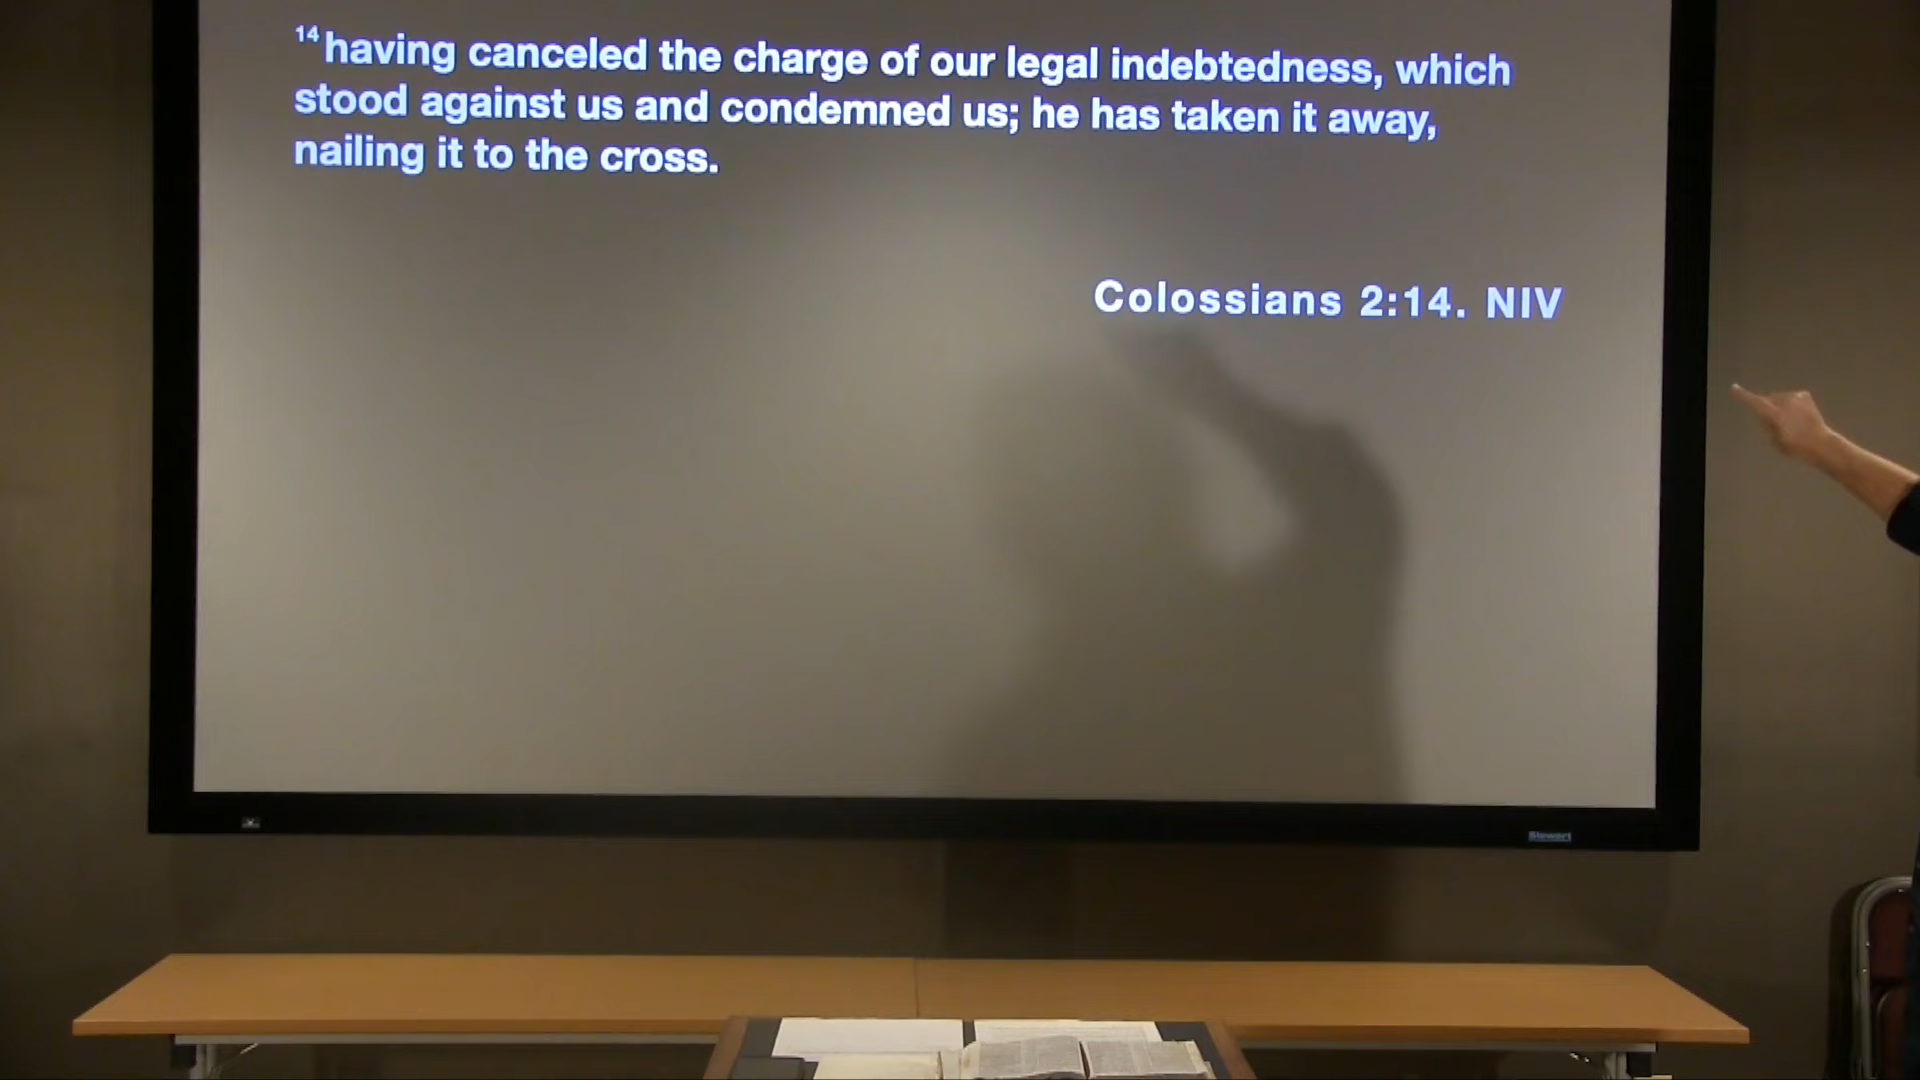 14 having canceled the charge of our legal indebtedness, which
stood against us and condemned us; he has taken it away,
nailing it to the cross.
Colossians 2:14. NIV
Stewart